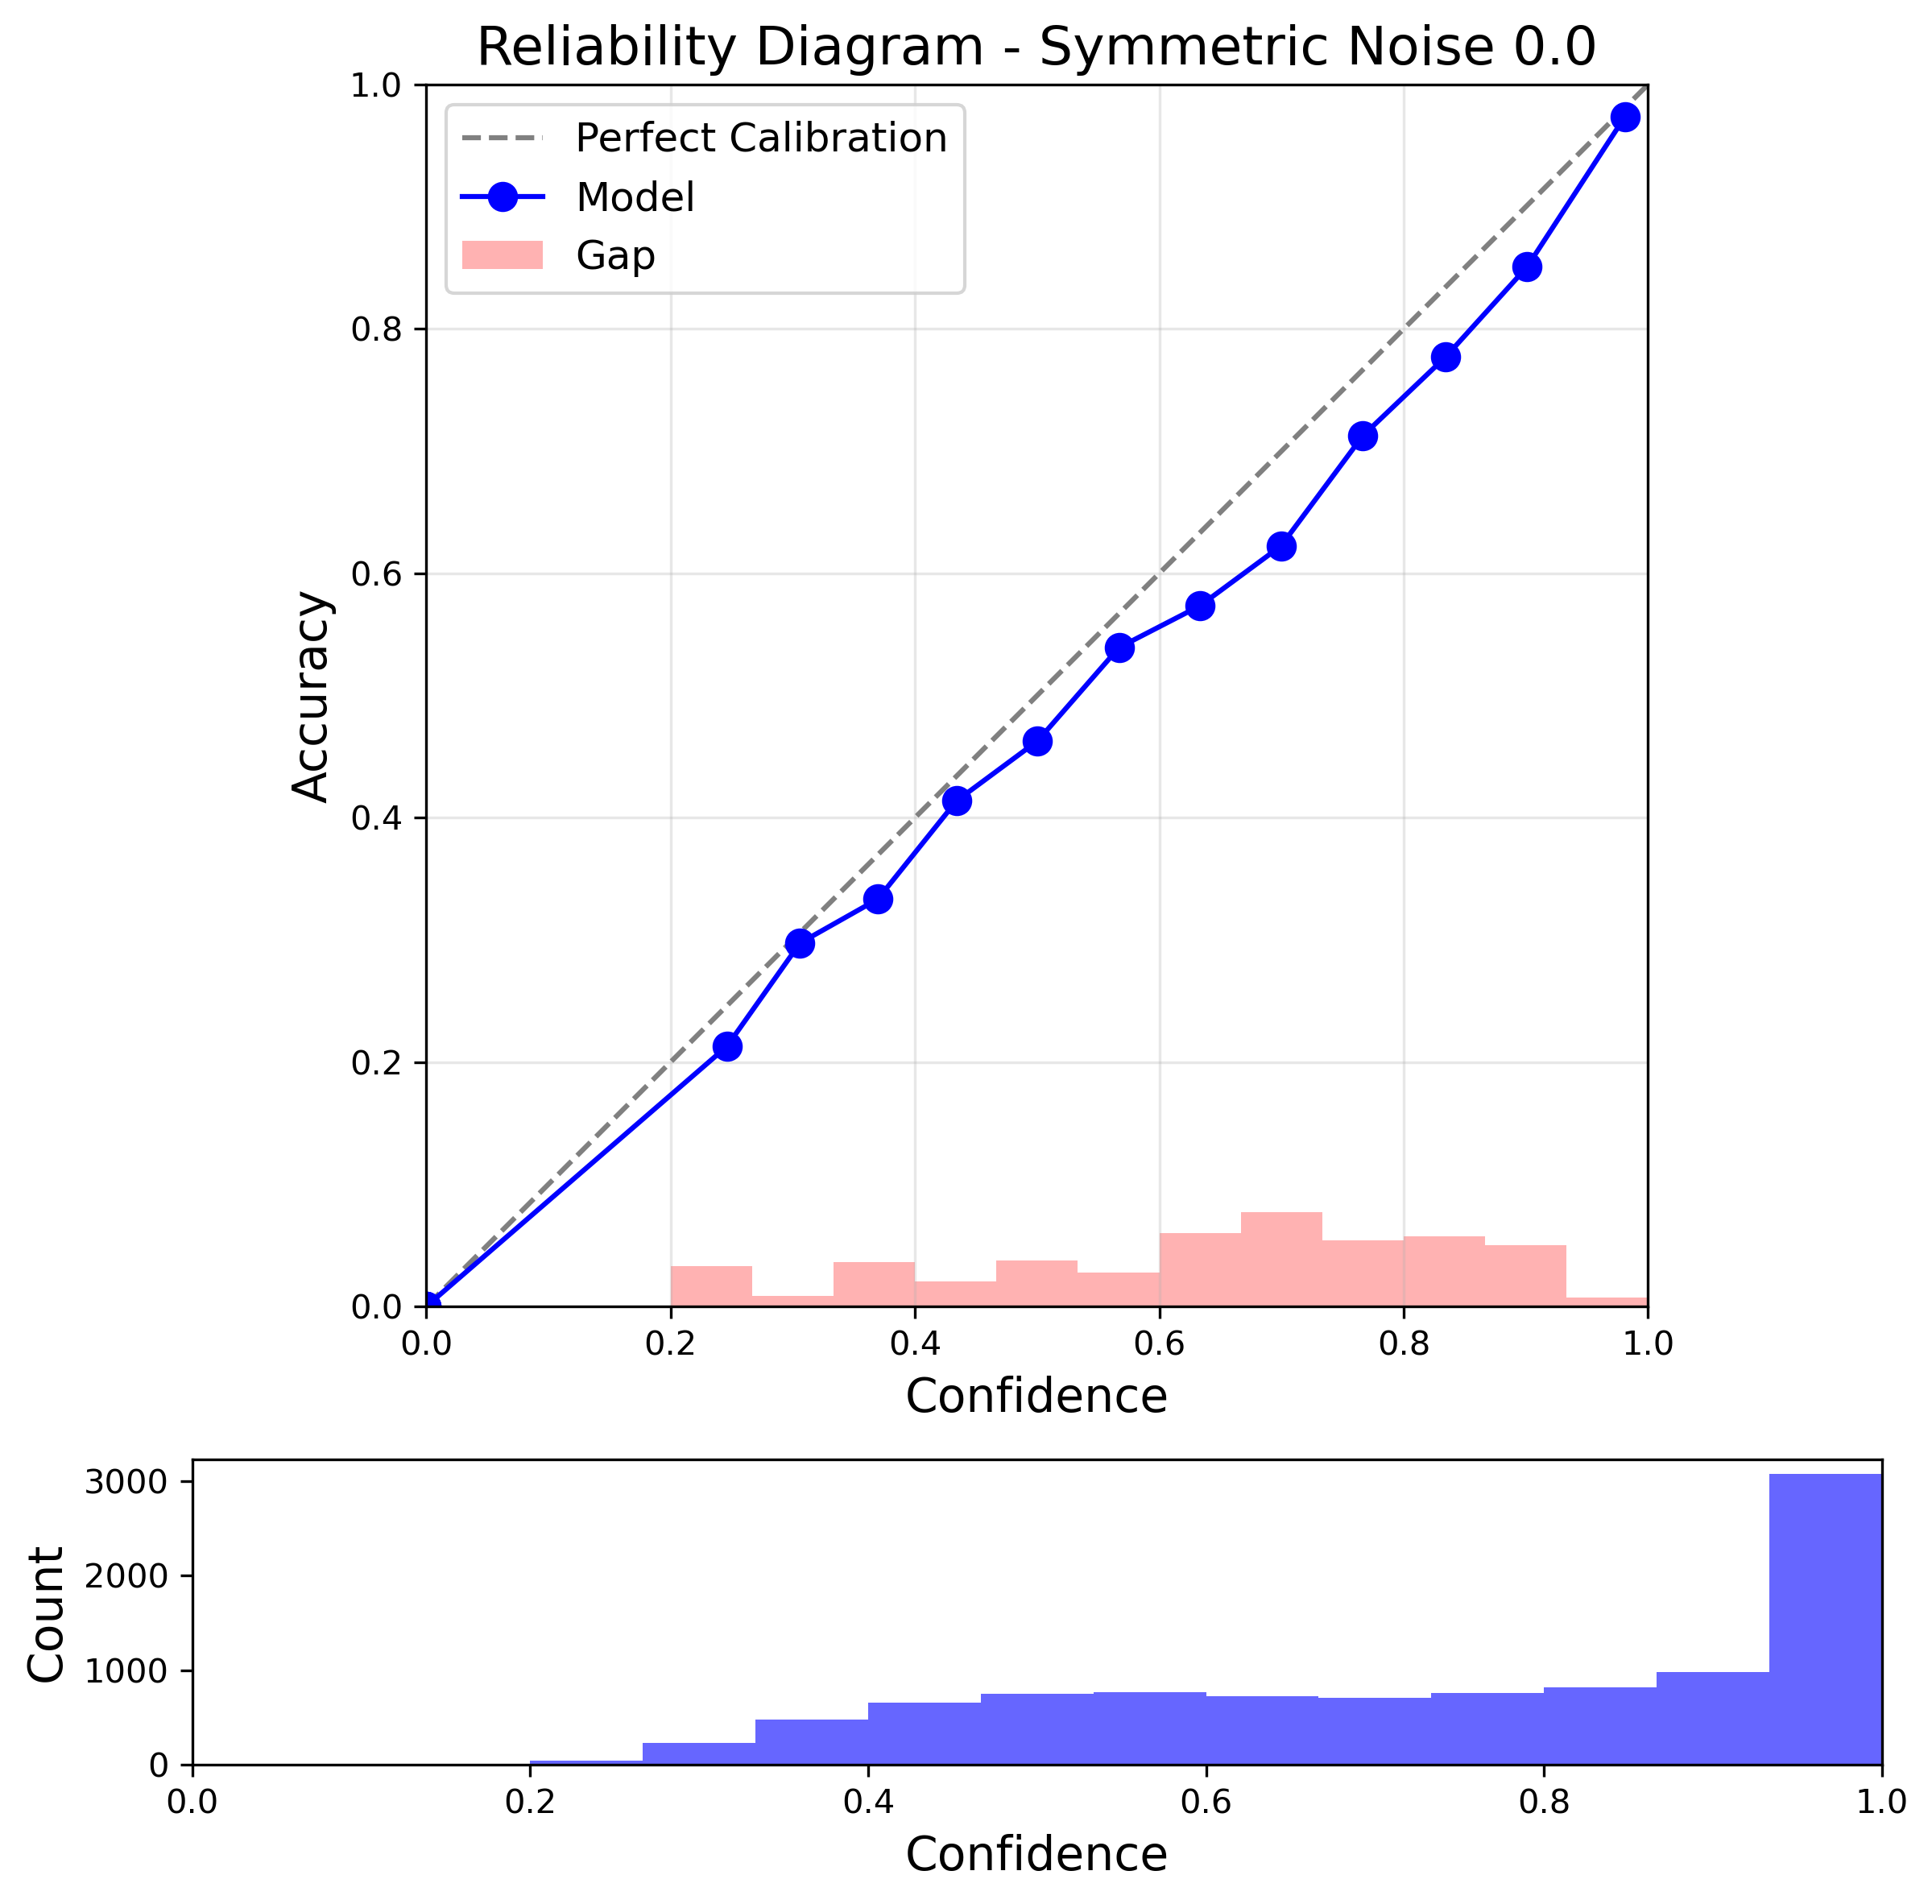 Reliability Diagram - Symmetric Noise 0.0
1.0
0.8
0.6
0.4
0.2
0.0
Accuracy
Perfect Calibration
Model
Gap
0.0 0.2 0.4 0.6 0.8 1.0
Confidence
3000
2000
1000
0
Count
0.0 0.2 0.4 0.6 0.8 1.0
Confidence